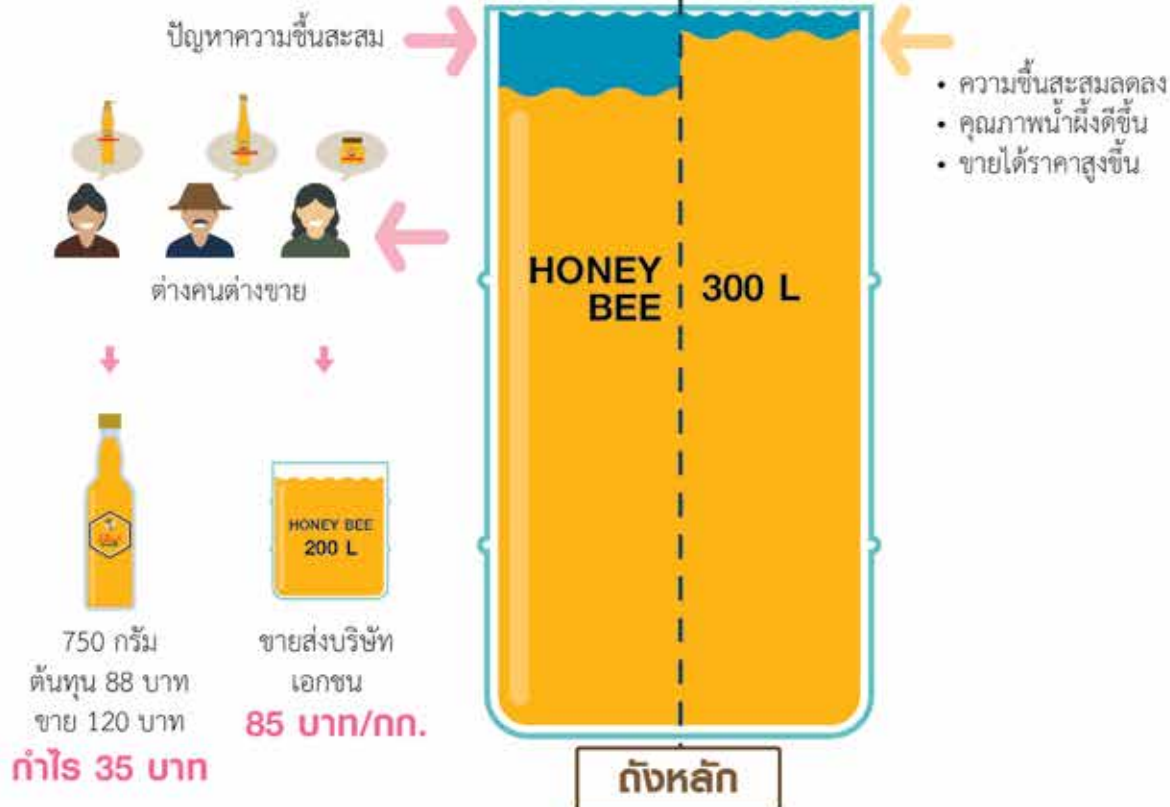 ปัญหาความชื้นสะสม
• ความชื้นสะสมลดลง
• คุณภาพน้ำผึ้งดีขึ้น
• ขายได้ราคาสูงขึ้น
HONEY
BEE
300 L
ต่างคนต่างขาย
HONEY BEE
200 L
750 กรัม
ต้นทุน 88 บาท
ขาย 120 บาท
กำไร 35 บาท
ขายส่งบริษัท
เอกชน
85 บาท/กก.
ถังหลัก